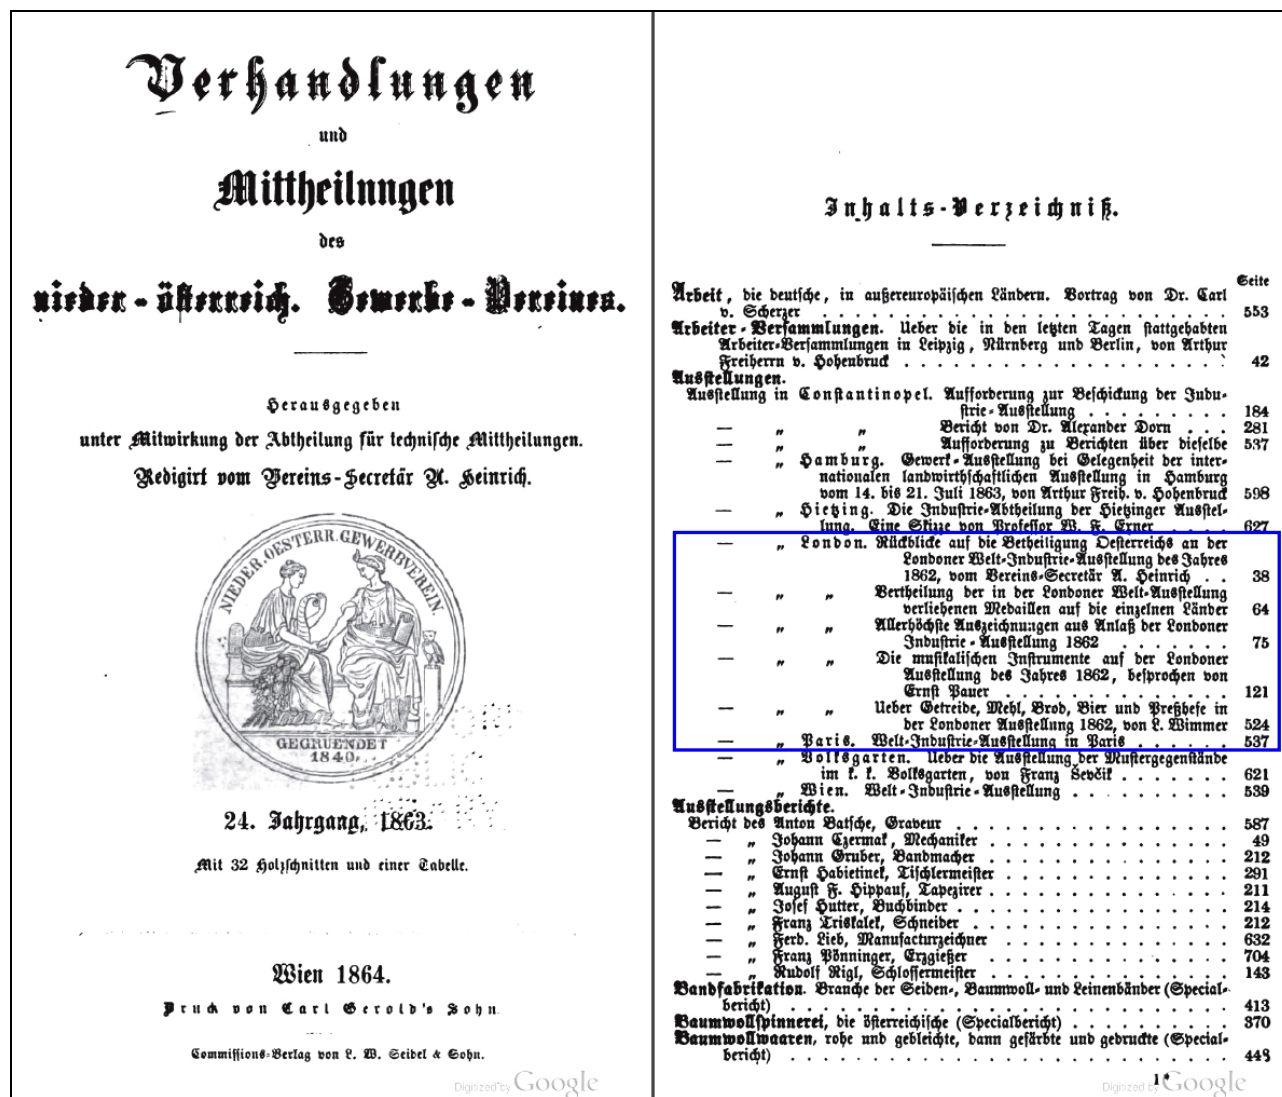 Verhandlungen
und
Mittheilungen
des
nieder-österreich. Gewerbe-Vereines.
Herausgegeben
unter Mitwirkung der Abtheilung für technische Mittheilungen.
Redigirt vom Vereins-Secretär A. Heinrich.
NIEDER.OESTERR.GEWERBVEREIN.
GEGRUENDET
1840.
24. Jahrgang, 1863.
Mit 32 Holzschnitten und einer Tabelle.
Wien 1864.
Druck von Carl Gerold's Sohn
Commissions-Verlag von L. W. Seidel & Sohn.
Digitized by Google
Inhalts-Verzeichniß.
Seite
Arbeit, die deutsche, in außereuropäischen Ländern. Vortrag von Dr. Carl
v. Scherzer . . . . . . . . . . 553
Arbeiter-Versammlungen. Ueber die in den letzten Tagen stattgehabten
Arbeiter-Versammlungen in Leipzig, Nürnberg und Berlin, von Arthur
Freiherrn v. Hohenbruck . . . . . . . . . . 42
Ausstellungen.
Ausstellung in Constantinopel. Aufforderung zur Beschickung der Indu-
strie-Ausstellung . . . . . . . . . 184
— „ „ Bericht von Dr. Alexander Dorn . . . 281
— „ „ Aufforderung zu Berichten über dieselbe 537
— „ Hamburg. Gewerk-Ausstellung bei Gelegenheit der inter-
nationalen landwirthschaftlichen Ausstellung in Hamburg
vom 14. bis 21. Juli 1863, von Arthur Freih. v. Hohenbruck 598
— „ Hietzing. Die Industrie-Abtheilung der Hietzinger Ausstel-
lung. Eine Skizze von Professor W. F. Exner . . . . 627
— „ London. Rückblicke auf die Betheiligung Oesterreichs an der
Londoner Welt-Industrie-Ausstellung des Jahres
1862, vom Vereins-Secretär A. Heinrich . . 38
— „ „ Vertheilung der in der Londoner Welt-Ausstellung
verliehenen Medaillen auf die einzelnen Länder 64
— „ „ Allerhöchste Auszeichnungen aus Anlaß der Londoner
Industrie-Ausstellung 1862 . . . . . . . 75
— „ „ Die musikalischen Instrumente auf der Londoner
Ausstellung des Jahres 1862, besprochen von
Ernst Pauer . . . . . . . . . . 121
— „ „ Ueber Getreide, Mehl, Brod, Bier und Preßhefe in
der Londoner Ausstellung 1862, von L. Wimmer 524
— „ Paris. Welt-Industrie-Ausstellung in Paris . . . . . . 537
— „ Volksgarten. Ueber die Ausstellung der Mustergegenstände
im k. k. Volksgarten, von Franz Ševčik . . . . . . . 621
— „ Wien. Welt-Industrie-Ausstellung . . . . . . . . . . 539
Ausstellungsberichte.
Bericht des Anton Batsche, Graveur . . . . . . . . . . 587
— „ Johann Czermak, Mechaniker . . . . . . . . . . 49
— „ Johann Gruber, Bandmacher . . . . . . . . . . 212
— „ Ernst Habietinek, Tischlermeister . . . . . . . . . . 291
— „ August F. Hippauf, Tapezirer . . . . . . . . . . 211
— „ Josef Hutter, Buchbinder . . . . . . . . . . 214
— „ Franz Triskalek, Schneider . . . . . . . . . . 212
— „ Ferd. Lieb, Manufacturzeichner . . . . . . . . . . 632
— „ Franz Pönninger, Erzgießer . . . . . . . . . . 704
— „ Rudolf Rigl, Schlossermeister . . . . . . . . . . 143
Bandfabrikation. Branche der Seiden-, Baumwoll- und Leinenbänder (Special-
bericht) . . . . . . . . . . 413
Baumwollspinnerei, die österreichische (Specialbericht) . . . . . . . . . . 370
Baumwollwaaren, rohe und gebleichte, dann gefärbte und gedruckte (Special-
bericht) . . . . . . . . . . 448
1*
Digitized by Google